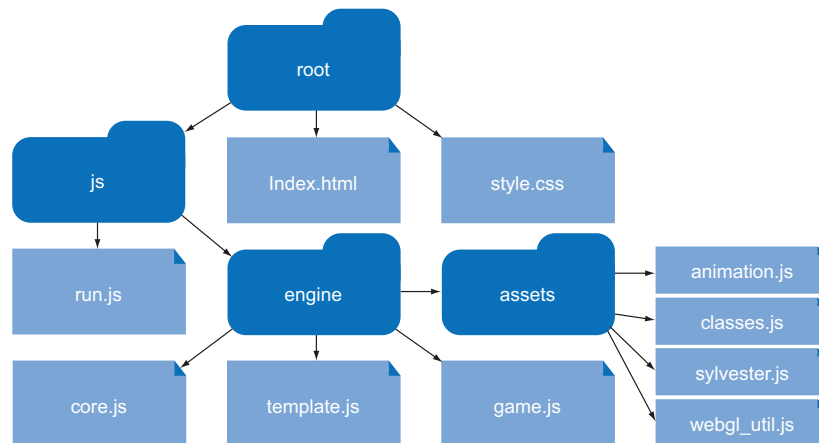 root
js
Index.html
style.css
run.js
engine
assets
animation.js
classes.js
sylvester.js
webgl_util.js
core.js
template.js
game.js